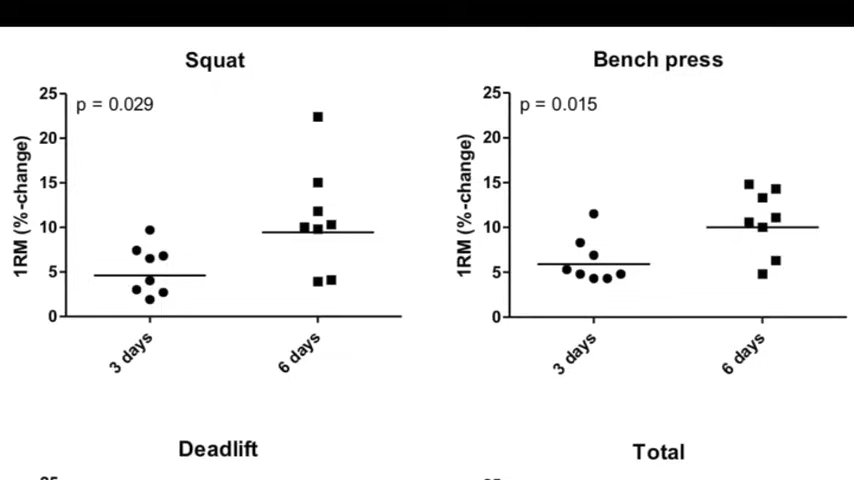 Squat
p = 0.029
1RM (%-change)
25
20
15
10
5
0
3 days
6 days
Bench press
p = 0.015
1RM (%-change)
25
20
15
10
5
0
3 days
6 days
Deadlift
Total